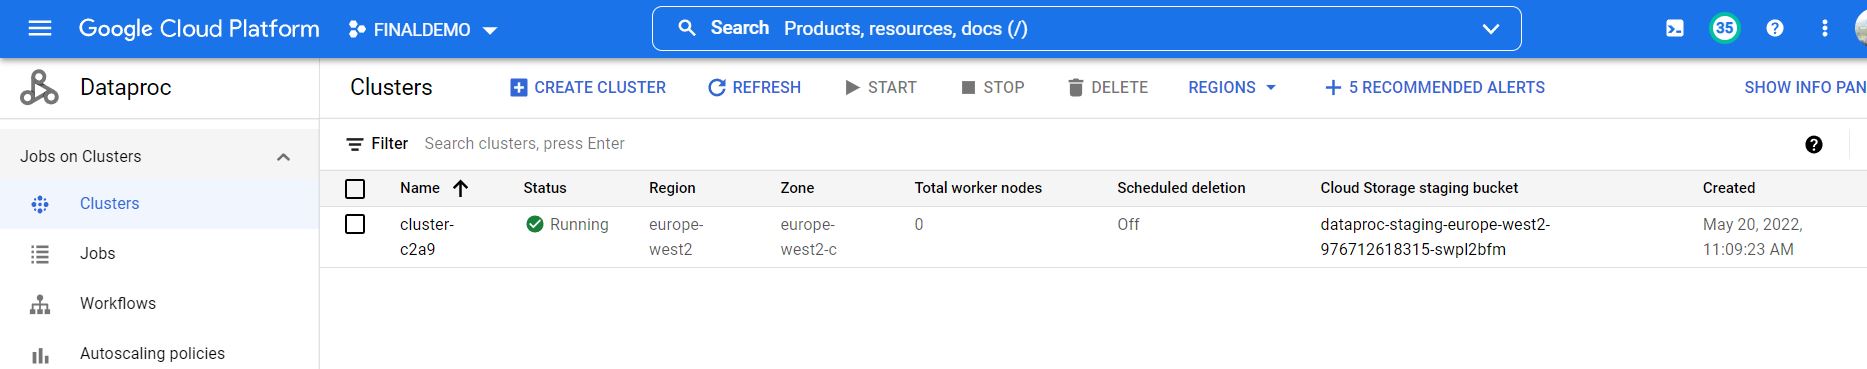 Google Cloud Platform FINALDEMO Search Products, resources, docs (/) 35
Dataproc Clusters CREATE CLUSTER REFRESH START STOP DELETE REGIONS 5 RECOMMENDED ALERTS SHOW INFO PAN
Jobs on Clusters
Clusters
Jobs
Workflows
Autoscaling policies
Filter Search clusters, press Enter
Name Status Region Zone Total worker nodes Scheduled deletion Cloud Storage staging bucket Created
cluster- Running europe- europe- 0 Off dataproc-staging-europe-west2- May 20, 2022,
c2a9 west2 west2-c 976712618315-swpl2bfm 11:09:23 AM